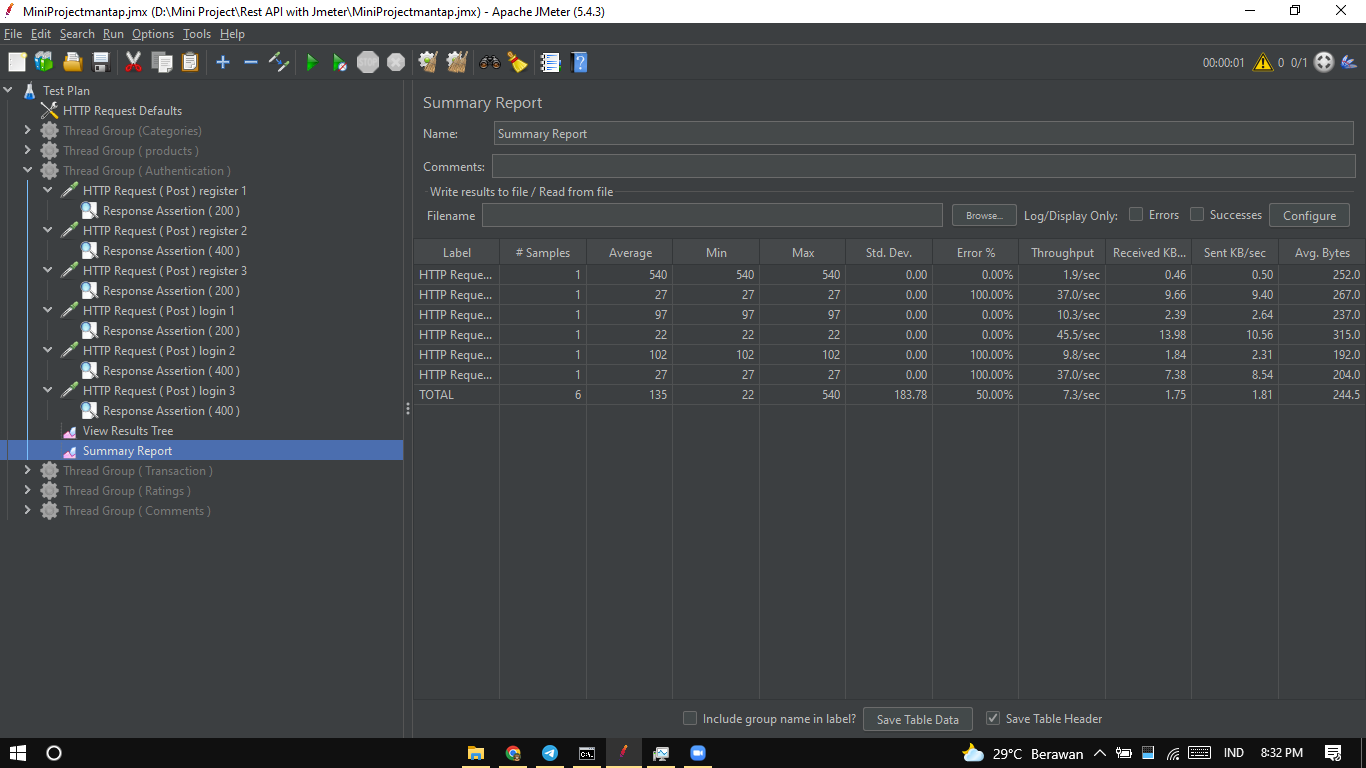 MiniProjectmantap.jmx (D:\Mini Project\Rest API with Jmeter\MiniProjectmantap.jmx) - Apache JMeter (5.4.3)
File Edit Search Run Options Tools Help
STOP 00:00:01 0 0/1
Test Plan
HTTP Request Defaults
Thread Group (Categories)
Thread Group ( products )
Thread Group ( Authentication )
HTTP Request ( Post ) register 1
Response Assertion ( 200 )
HTTP Request ( Post ) register 2
Response Assertion ( 400 )
HTTP Request ( Post ) register 3
Response Assertion ( 200 )
HTTP Request ( Post ) login 1
Response Assertion ( 200 )
HTTP Request ( Post ) login 2
Response Assertion ( 400 )
HTTP Request ( Post ) login 3
Response Assertion ( 400 )
View Results Tree
Summary Report
Thread Group ( Transaction )
Thread Group ( Ratings )
Thread Group ( Comments )
Summary Report
Name: Summary Report
Comments:
Write results to file / Read from file
Filename Browse... Log/Display Only: Errors Successes Configure
Label # Samples Average Min Max Std. Dev. Error % Throughput Received KB... Sent KB/sec Avg. Bytes
HTTP Reque... 1 540 540 540 0.00 0.00% 1.9/sec 0.46 0.50 252.0
HTTP Reque... 1 27 27 27 0.00 100.00% 37.0/sec 9.66 9.40 267.0
HTTP Reque... 1 97 97 97 0.00 0.00% 10.3/sec 2.39 2.64 237.0
HTTP Reque... 1 22 22 22 0.00 0.00% 45.5/sec 13.98 10.56 315.0
HTTP Reque... 1 102 102 102 0.00 100.00% 9.8/sec 1.84 2.31 192.0
HTTP Reque... 1 27 27 27 0.00 100.00% 37.0/sec 7.38 8.54 204.0
TOTAL 6 135 22 540 183.78 50.00% 7.3/sec 1.75 1.81 244.5
Include group name in label? Save Table Data Save Table Header
29°C Berawan IND 8:32 PM